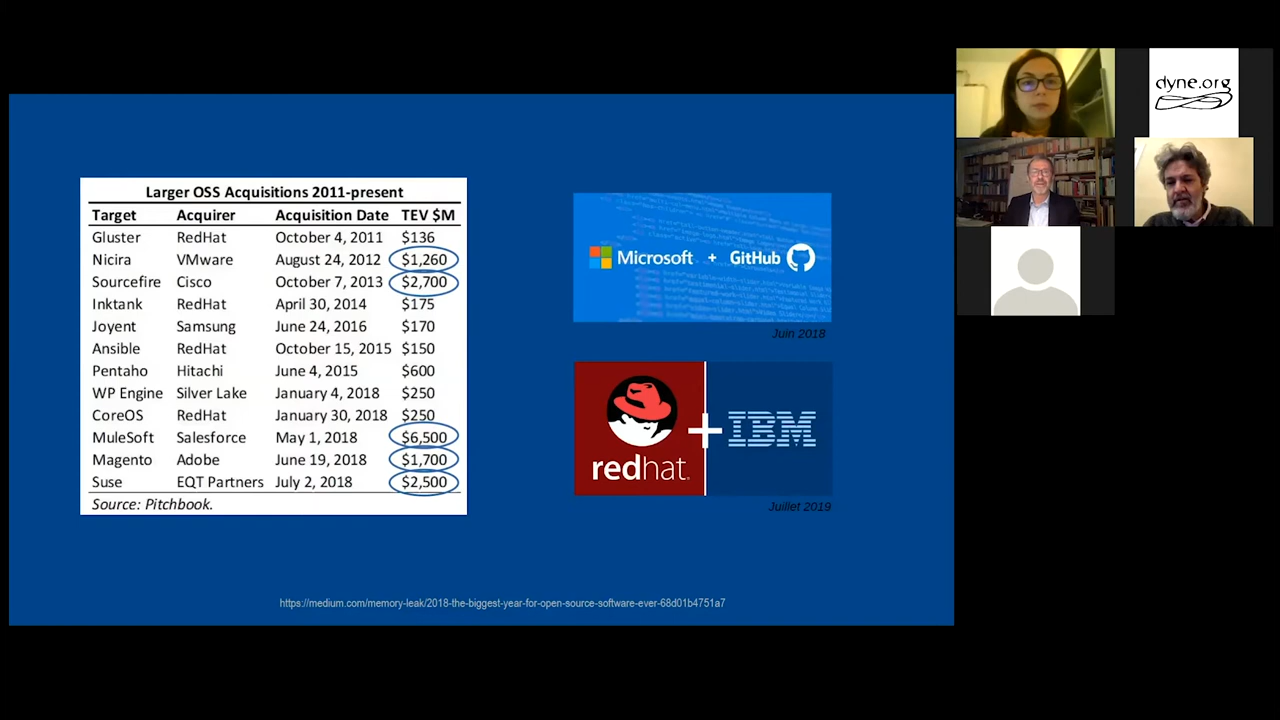 Larger OSS Acquisitions 2011-present
Target Acquirer Acquisition Date TEV $M
Gluster RedHat October 4, 2011 $136
Nicira VMware August 24, 2012 $1,260
Sourcefire Cisco October 7, 2013 $2,700
Inktank RedHat April 30, 2014 $175
Joyent Samsung June 24, 2016 $170
Ansible RedHat October 15, 2015 $150
Pentaho Hitachi June 4, 2015 $600
WP Engine Silver Lake January 4, 2018 $250
CoreOS RedHat January 30, 2018 $250
MuleSoft Salesforce May 1, 2018 $6,500
Magento Adobe June 19, 2018 $1,700
Suse EQT Partners July 2, 2018 $2,500
Source: Pitchbook.
Microsoft + GitHub
Juin 2018
redhat. + IBM
Juillet 2019
https://medium.com/memory-leak/2018-the-biggest-year-for-open-source-software-ever-68d01b4751a7
dyne.org